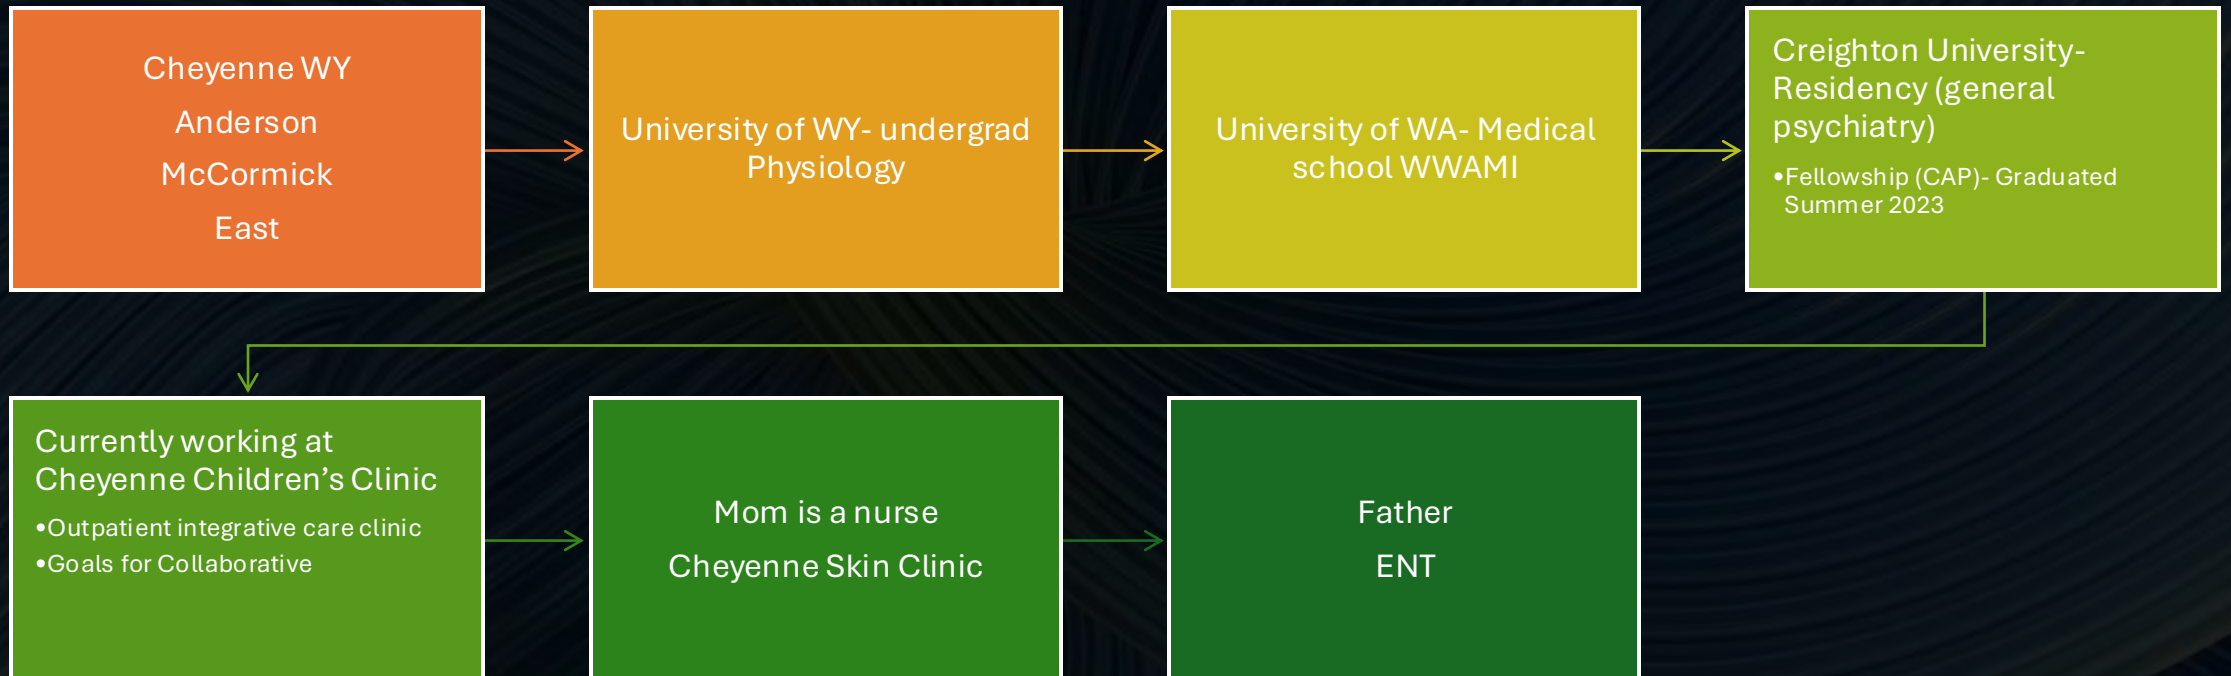 Cheyenne WY
Anderson
McCormick
East
University of WY- undergrad
Physiology
University of WA- Medical
school WWAMI
Creighton University-
Residency (general
psychiatry)
•Fellowship (CAP)- Graduated
Summer 2023
Currently working at
Cheyenne Children’s Clinic
•Outpatient integrative care clinic
•Goals for Collaborative
Mom is a nurse
Cheyenne Skin Clinic
Father
ENT